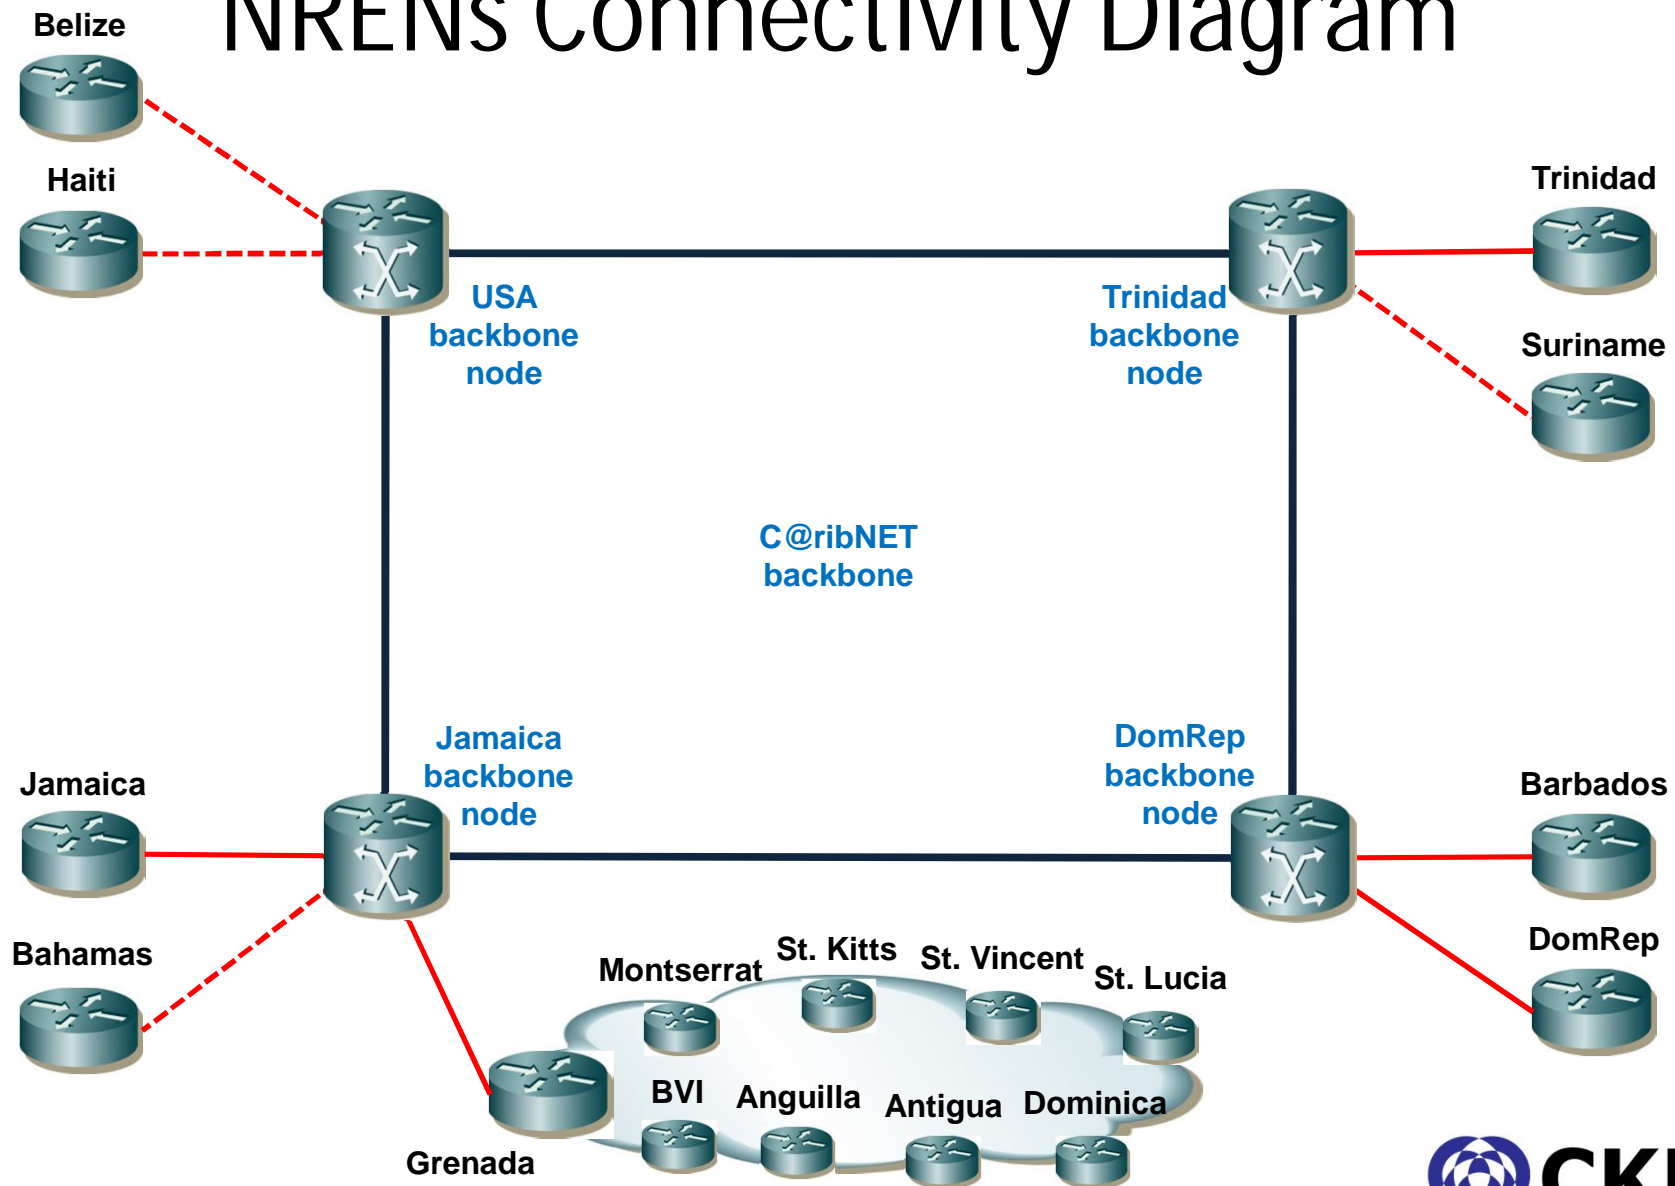 NRENs Connectivity Diagram
Belize
Haiti
Trinidad
USA
backbone
node
Trinidad
backbone
node
Suriname
C@ribNET
backbone
Jamaica
backbone
node
DomRep
backbone
node
Jamaica
Barbados
Bahamas
Montserrat
St. Kitts
St. Vincent
St. Lucia
DomRep
BVI
Anguilla
Antigua
Dominica
Grenada